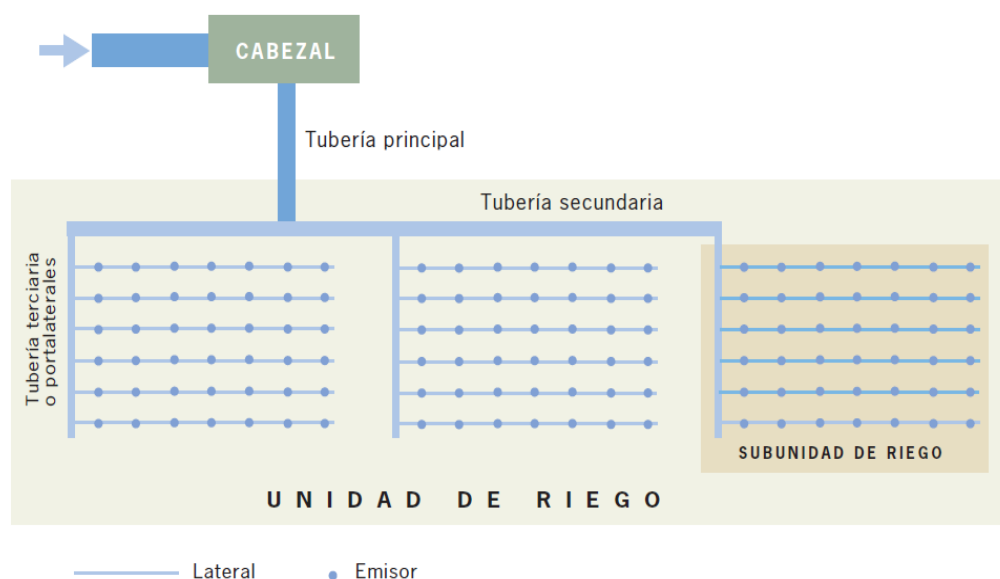 CABEZAL
Tubería principal
Tubería secundaria
Tubería terciaria
o portalaterales
SUBUNIDAD DE RIEGO
UNIDAD DE RIEGO
Lateral
Emisor